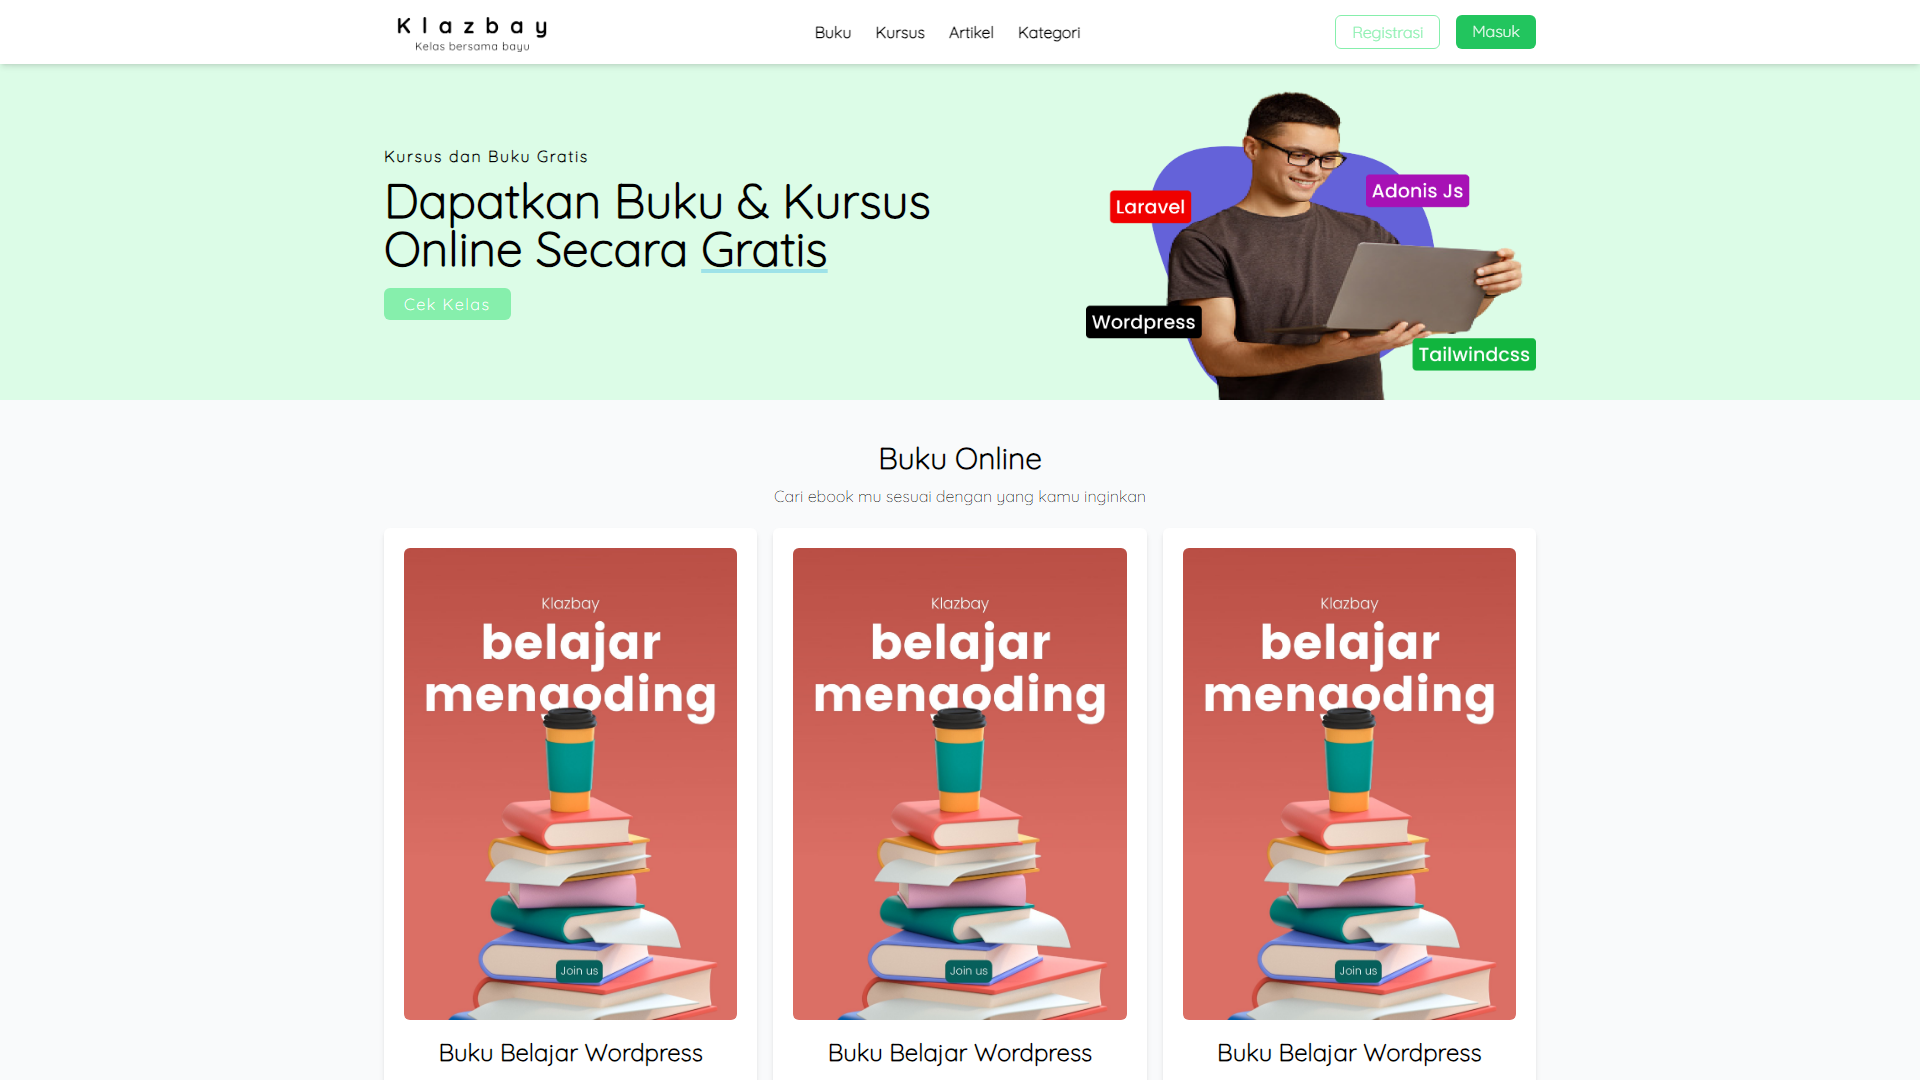 Klazbay
Kelas bersama bayu
Buku Kursus Artikel Kategori
Registrasi Masuk
Kursus dan Buku Gratis
Dapatkan Buku & Kursus
Online Secara Gratis
Cek Kelas
Laravel
Adonis Js
Wordpress
Tailwindcss
Buku Online
Cari ebook mu sesuai dengan yang kamu inginkan
Klazbay
belajar
mengoding
Join us
Buku Belajar Wordpress
Klazbay
belajar
mengoding
Join us
Buku Belajar Wordpress
Klazbay
belajar
mengoding
Join us
Buku Belajar Wordpress